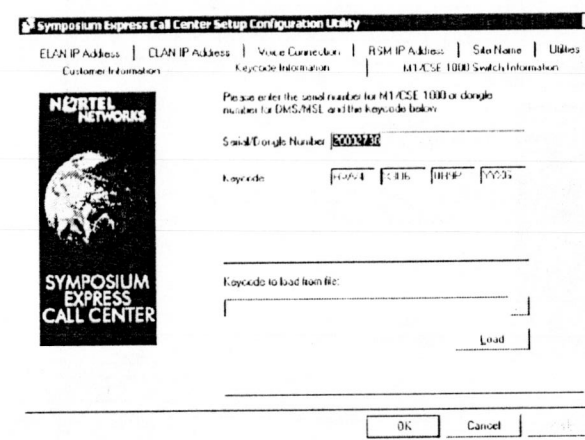 Symposium Express Call Center Setup Configuration Utility
ELAN IP Address | CLAN IP Address | Voice Connection | RSM IP Address | Site Name | Utilities
Customer Information | Keycode Information | M1/CSE 1000 Switch Information
NORTEL
NETWORKS
Please enter the serial number for M1/CSE 1000 or dongle
number for DMS/MSL and the keycode below
Serial/Dongle Number
Keycode
SYMPOSIUM
EXPRESS
CALL CENTER
Keycode to load from file:
...
Load
OK Cancel